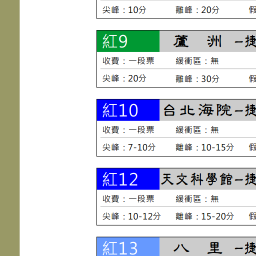 尖峰：10分 離峰：20分 假
紅9 蘆 洲－捷
收費：一段票 緩衝區：無
尖峰：20分 離峰：30分 假
紅10 台北海院－捷
收費：一段票 緩衝區：無
尖峰：7-10分 離峰：10-15分 假
紅12 天文科學館－捷
收費：一段票 緩衝區：無
尖峰：10-12分 離峰：15-20分 假
紅13 八 里－捷